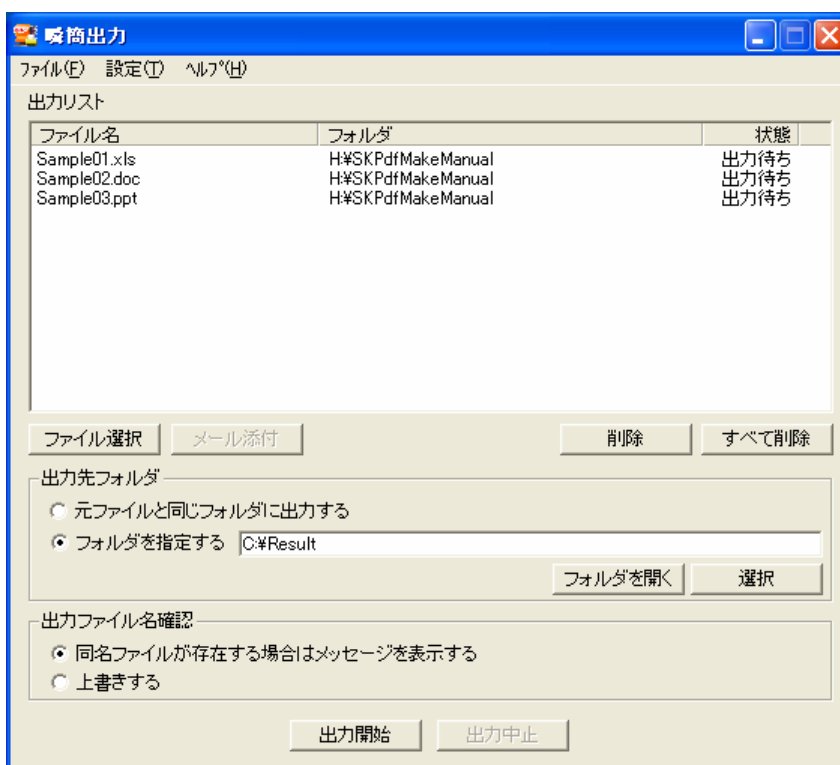 瞬簡出力
ファイル(F) 設定(T) ヘルプ(H)
出力リスト
ファイル名 フォルダ 状態
Sample01.xls H:¥SKPdfMakeManual 出力待ち
Sample02.doc H:¥SKPdfMakeManual 出力待ち
Sample03.ppt H:¥SKPdfMakeManual 出力待ち
ファイル選択 メール添付 削除 すべて削除
出力先フォルダ
元ファイルと同じフォルダに出力する
フォルダを指定する C:¥Result
フォルダを開く 選択
出力ファイル名確認
同名ファイルが存在する場合はメッセージを表示する
上書きする
出力開始 出力中止